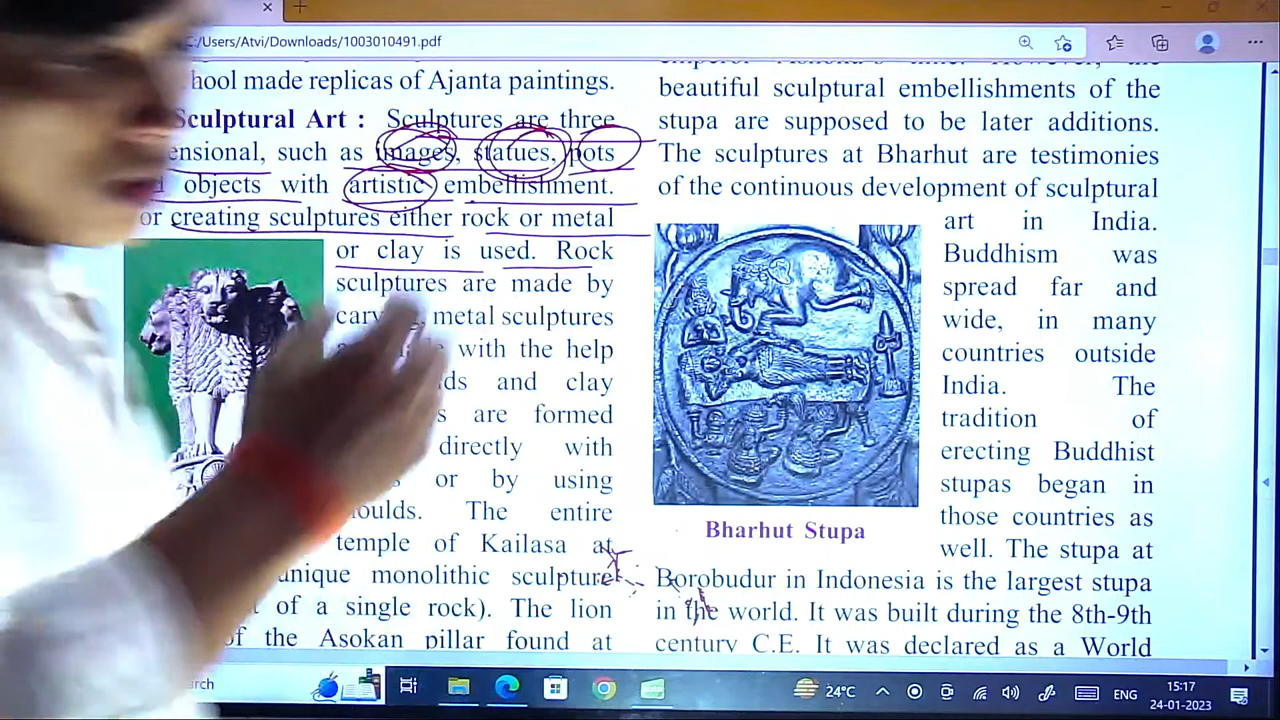 C:/Users/Atvi/Downloads/1003010491.pdf
hool made replicas of Ajanta paintings.
Sculptural Art : Sculptures are three
ensional, such as images, statues, pots
objects with artistic embellishment.
or creating sculptures either rock or metal
or clay is used. Rock
sculptures are made by
metal sculptures
with the help
and clay
are formed
directly with
or by using
moulds. The entire
temple of Kailasa at
unique monolithic sculpture
of a single rock). The lion
of the Asokan pillar found at
beautiful sculptural embellishments of the
stupa are supposed to be later additions.
The sculptures at Bharhut are testimonies
of the continuous development of sculptural
art in India.
Buddhism was
spread far and
wide, in many
countries outside
India. The
tradition of
erecting Buddhist
stupas began in
those countries as
well. The stupa at
Bharhut Stupa
Borobudur in Indonesia is the largest stupa
in the world. It was built during the 8th-9th
century C.E. It was declared as a World
24°C
ENG
15:17
24-01-2023